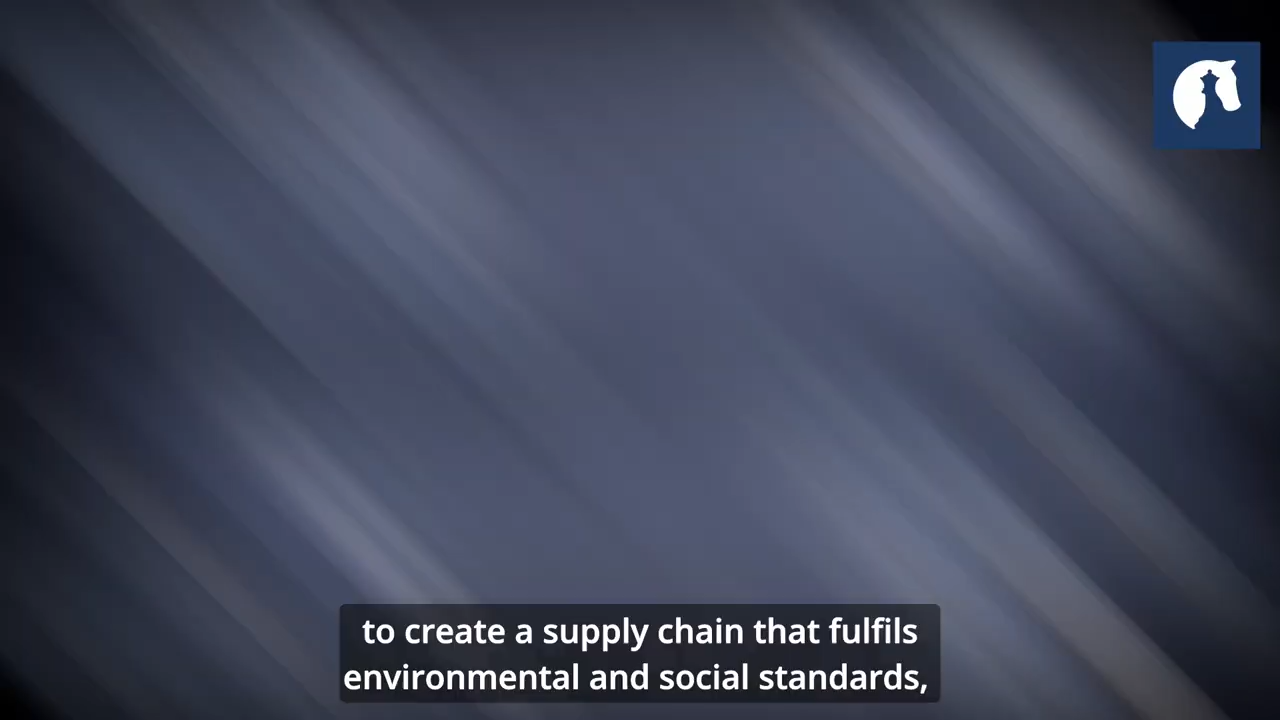 to create a supply chain that fulfils
environmental and social standards,